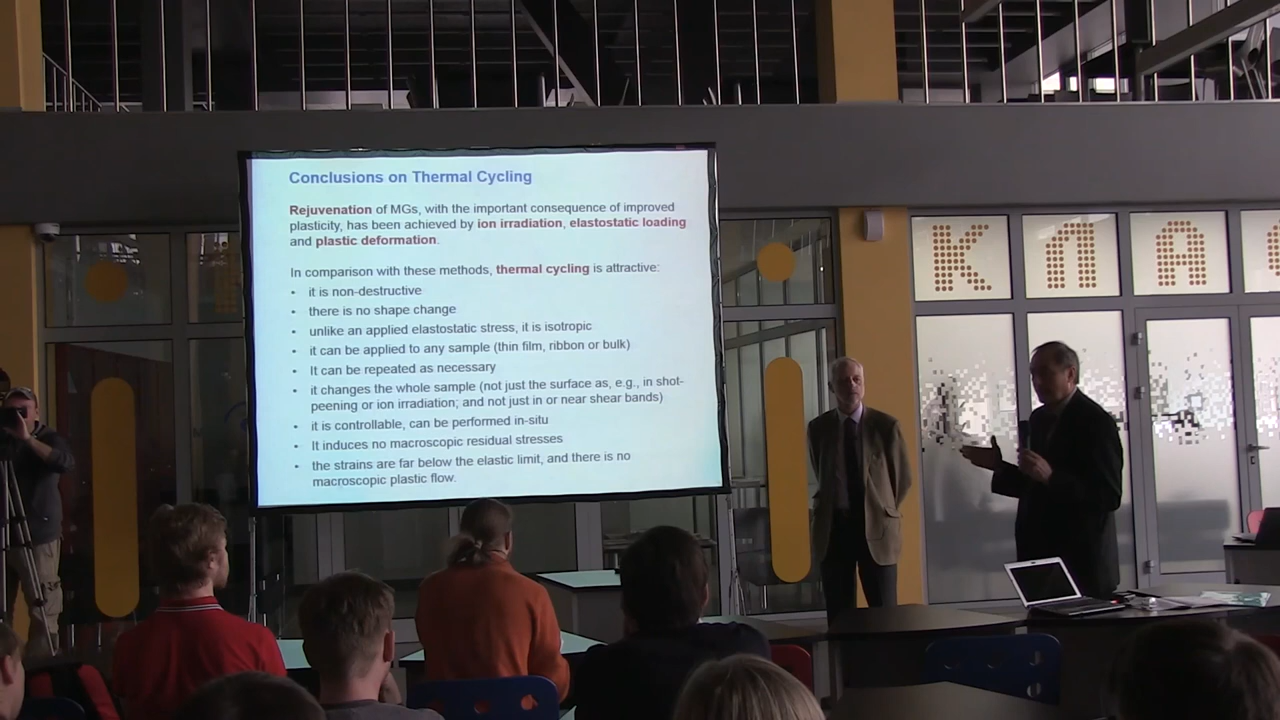 Conclusions on Thermal Cycling
Rejuvenation of MGs, with the important consequence of improved
plasticity, has been achieved by ion irradiation, elastostatic loading
and plastic deformation.
In comparison with these methods, thermal cycling is attractive:
• it is non-destructive
• there is no shape change
• unlike an applied elastostatic stress, it is isotropic
• it can be applied to any sample (thin film, ribbon or bulk)
• It can be repeated as necessary
• it changes the whole sample (not just the surface as, e.g., in shot-
peening or ion irradiation; and not just in or near shear bands)
• it is controllable, can be performed in-situ
• It induces no macroscopic residual stresses
• the strains are far below the elastic limit, and there is no
macroscopic plastic flow.
КЛА